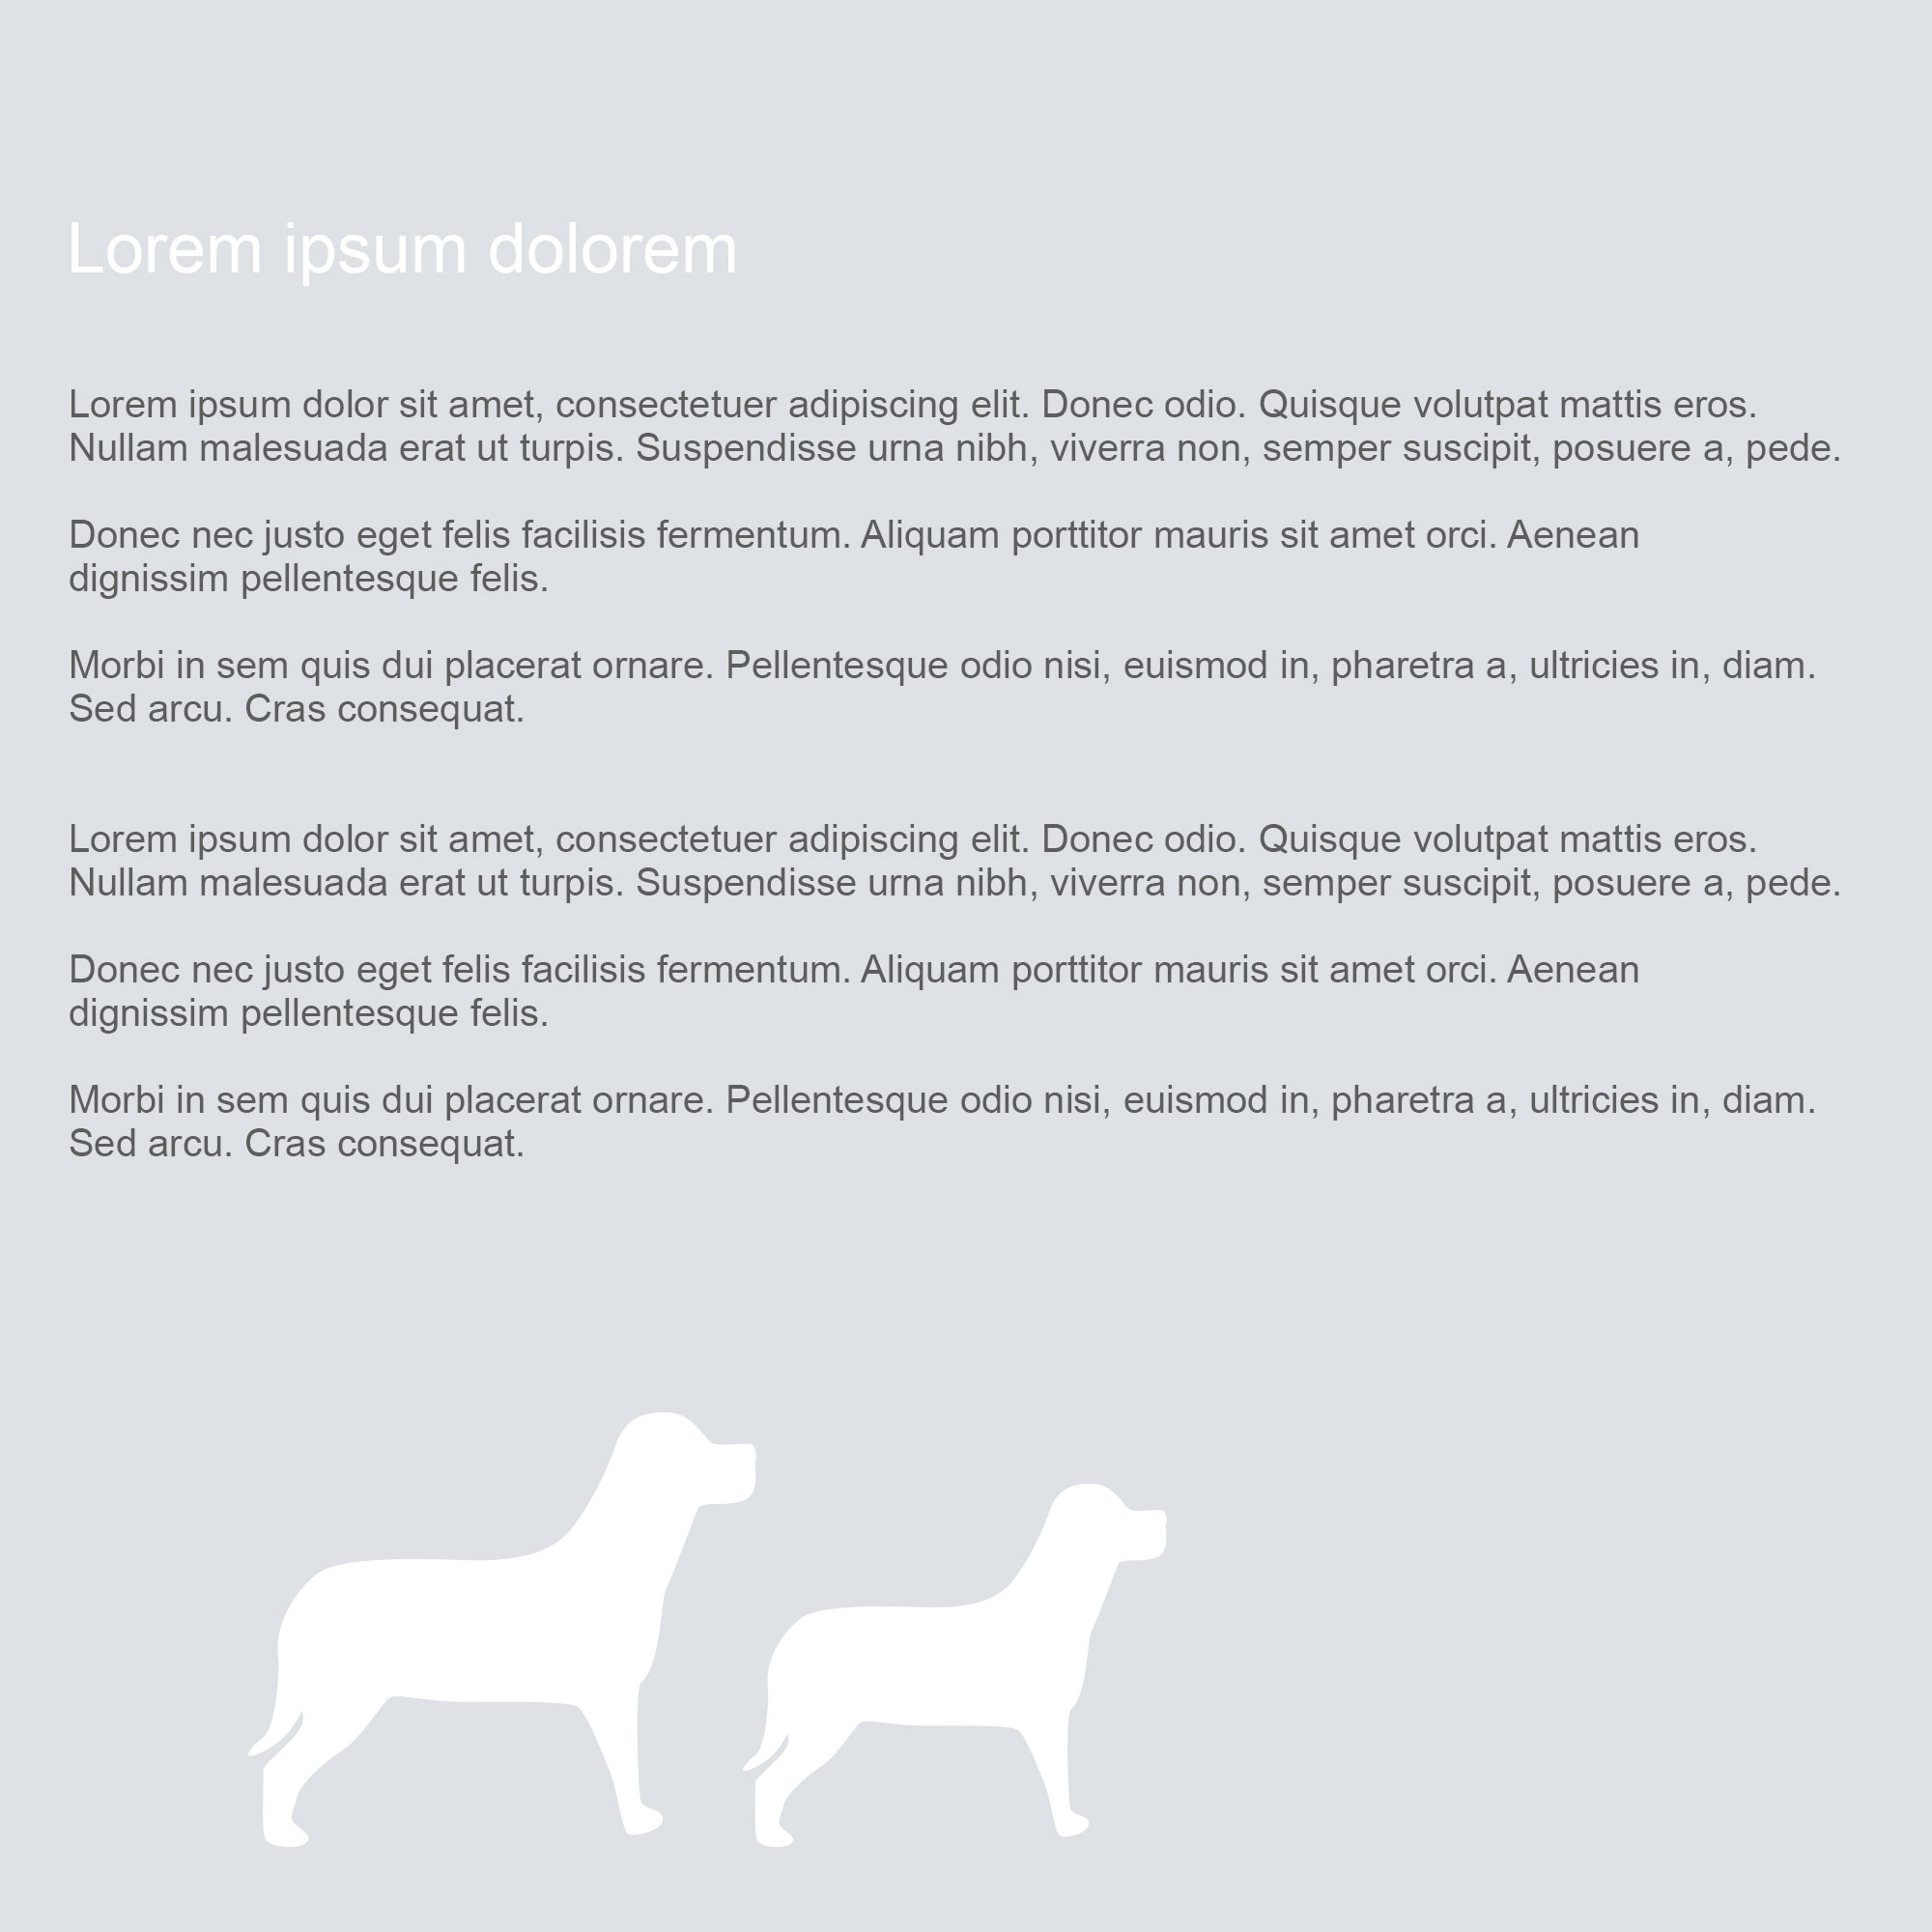 Lorem ipsum dolorem
Lorem ipsum dolor sit amet, consectetuer adipiscing elit. Donec odio. Quisque volutpat mattis eros.
Nullam malesuada erat ut turpis. Suspendisse urna nibh, viverra non, semper suscipit, posuere a, pede.
Donec nec justo eget felis facilisis fermentum. Aliquam porttitor mauris sit amet orci. Aenean
dignissim pellentesque felis.
Morbi in sem quis dui placerat ornare. Pellentesque odio nisi, euismod in, pharetra a, ultricies in, diam.
Sed arcu. Cras consequat.
Lorem ipsum dolor sit amet, consectetuer adipiscing elit. Donec odio. Quisque volutpat mattis eros.
Nullam malesuada erat ut turpis. Suspendisse urna nibh, viverra non, semper suscipit, posuere a, pede.
Donec nec justo eget felis facilisis fermentum. Aliquam porttitor mauris sit amet orci. Aenean
dignissim pellentesque felis.
Morbi in sem quis dui placerat ornare. Pellentesque odio nisi, euismod in, pharetra a, ultricies in, diam.
Sed arcu. Cras consequat.